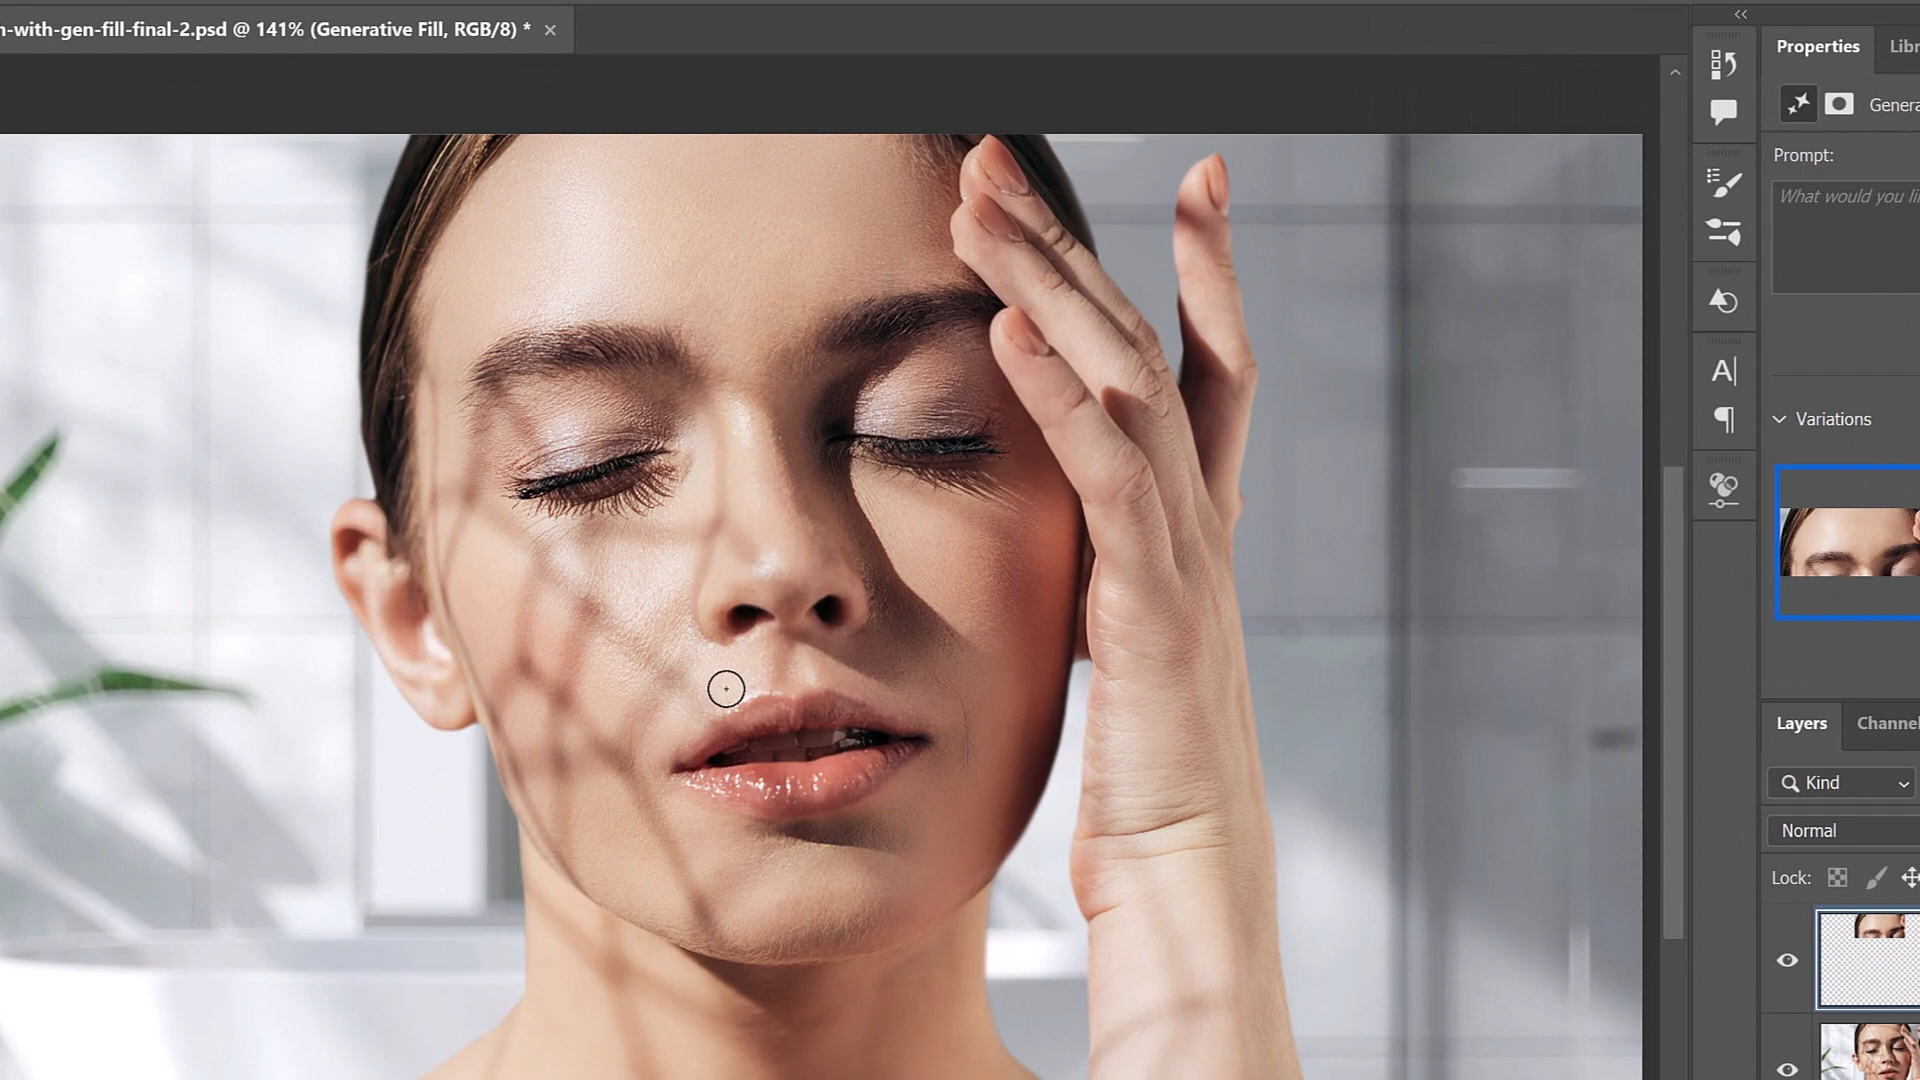 n-with-gen-fill-final-2.psd @ 141% (Generative Fill, RGB/8) *
Properties
Libr
Genera
Prompt:
What would you li
Variations
Layers
Channel
Kind
Normal
Lock: